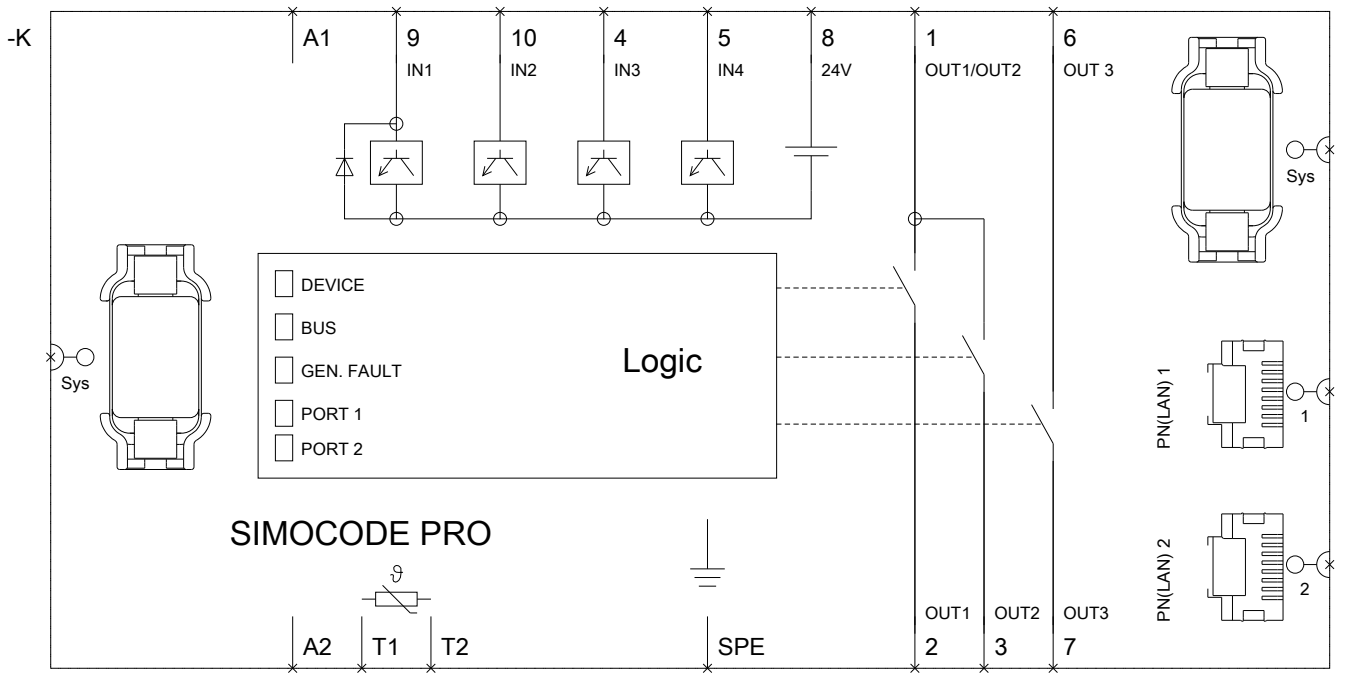 -K
A1 9 10 4 5 8 1 6
IN1 IN2 IN3 IN4 24V OUT1/OUT2 OUT 3
Sys
DEVICE
BUS
GEN. FAULT
PORT 1
PORT 2
Logic
Sys
PN(LAN) 1
1
SIMOCODE PRO
ϑ
PN(LAN) 2
2
OUT1 OUT2 OUT3
A2 T1 T2 SPE 2 3 7